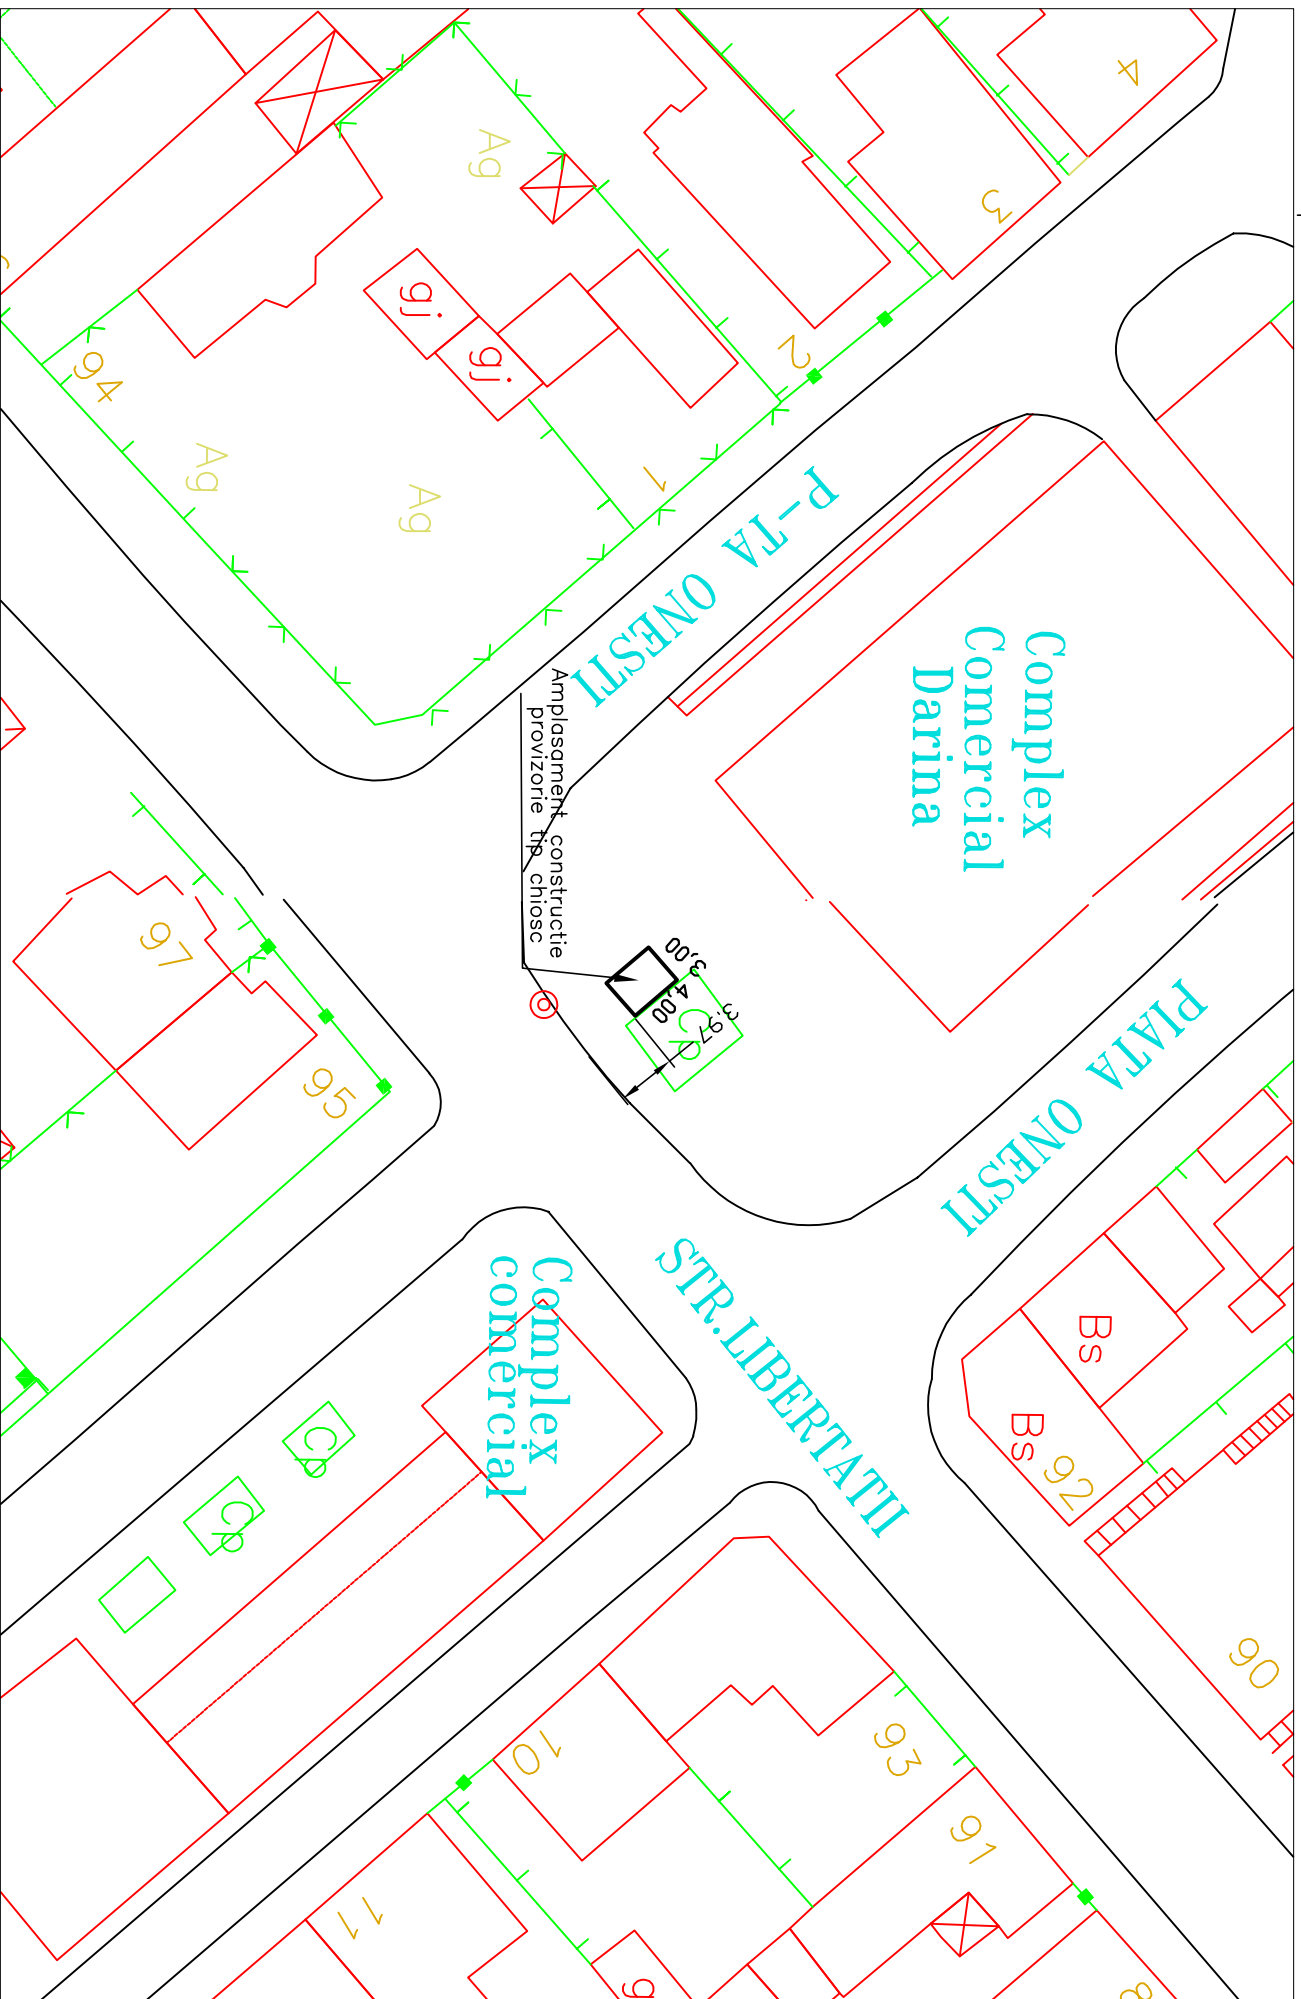 4
3
Ag
2
gj
gj
94
1
Ag
Ag
P-TA ONESTI
Complex
Comercial
Darina
Amplasament constructie
provizorie tip chiosc
3,00
4,00
3.97
Cp
97
95
PIATA ONESTI
STR.LIBERTATII
Complex
comercial
Bs
Bs
92
90
Cp
Cp
10
93
91
11